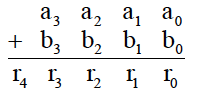 a₃ a₂ a₁ a₀
+ b₃ b₂ b₁ b₀
r₄ r₃ r₂ r₁ r₀